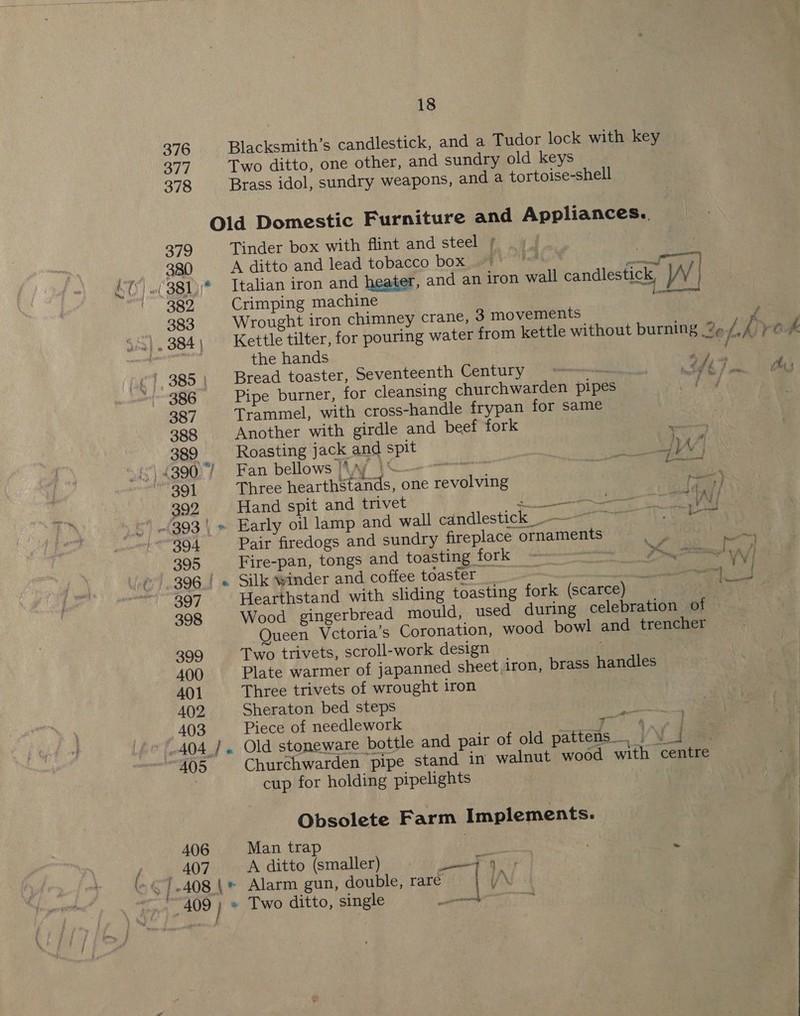 18
376 Blacksmith's candlestick, and a Tudor lock with key
377 Two ditto, one other, and sundry old keys
378 Brass idol, sundry weapons, and a tortoise-shell
Old Domestic Furniture and Appliances.
379 Tinder box with flint and steel
380 A ditto and lead tobacco box
381 * Italian iron and heater, and an iron wall candlestick, W
382 Crimping machine
383 Wrought iron chimney crane, 3 movements
384 Kettle tilter, for pouring water from kettle without burning
the hands
385 Bread toaster, Seventeenth Century
386 Pipe burner, for cleansing churchwarden pipes
387 Trammel, with cross-handle frypan for same
388 Another with girdle and beef fork
389 Roasting jack and spit W
390 Fan bellows W
391 Three hearthstands, one revolving
392 Hand spit and trivet W
393 * Early oil lamp and wall candlestick
394 Pair firedogs and sundry fireplace ornaments
395 Fire-pan, tongs and toasting fork W
396 * Silk winder and coffee toaster
397 Hearthstand with sliding toasting fork (scarce)
398 Wood gingerbread mould, used during celebration of
Queen Vctoria's Coronation, wood bowl and trencher
399 Two trivets, scroll-work design
400 Plate warmer of japanned sheet iron, brass handles
401 Three trivets of wrought iron
402 Sheraton bed steps
403 Piece of needlework
404 * Old stoneware bottle and pair of old pattens W
405 Churchwarden pipe stand in walnut wood with centre
cup for holding pipelights
Obsolete Farm Implements.
406 Man trap
407 A ditto (smaller)
408 * Alarm gun, double, rare W
409 * Two ditto, single